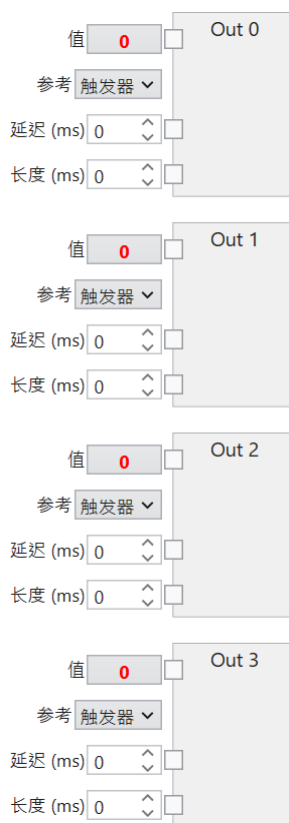 值 0 Out 0
参考 触发器
延迟 (ms) 0
长度 (ms) 0
值 0 Out 1
参考 触发器
延迟 (ms) 0
长度 (ms) 0
值 0 Out 2
参考 触发器
延迟 (ms) 0
长度 (ms) 0
值 0 Out 3
参考 触发器
延迟 (ms) 0
长度 (ms) 0